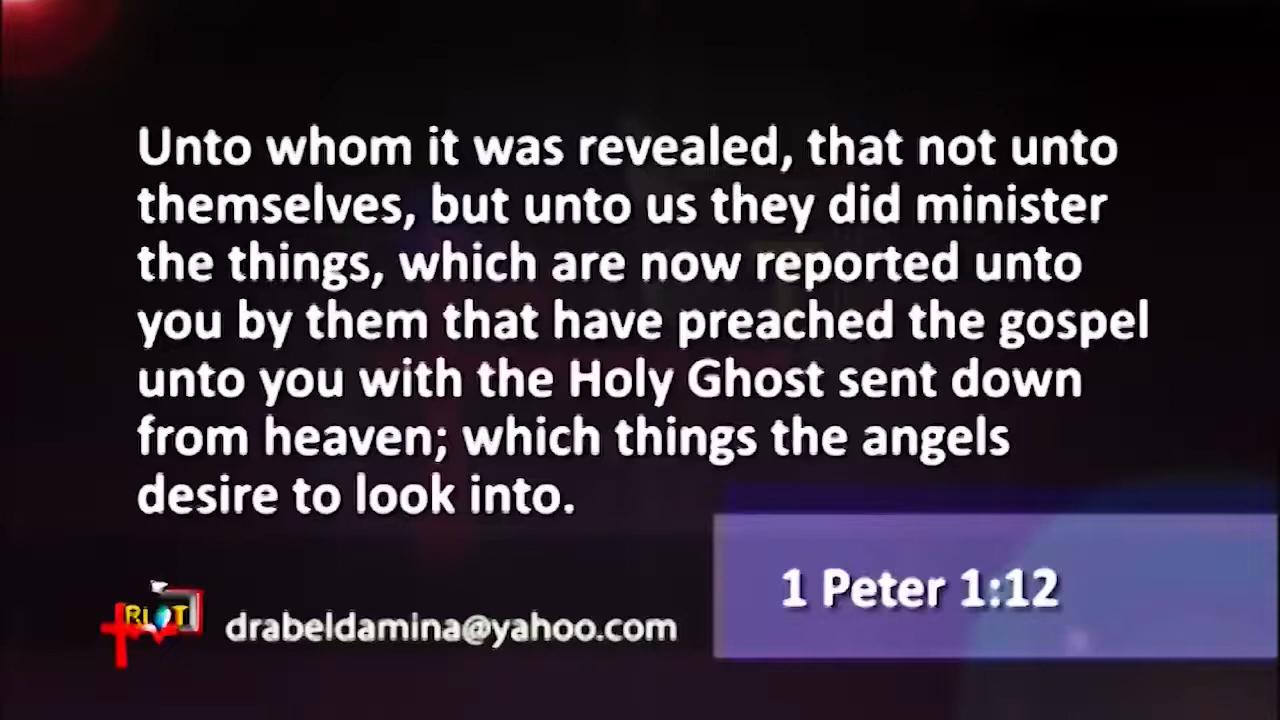 Unto whom it was revealed, that not unto
themselves, but unto us they did minister
the things, which are now reported unto
you by them that have preached the gospel
unto you with the Holy Ghost sent down
from heaven; which things the angels
desire to look into.
1 Peter 1:12
RIOT
drabeldamina@yahoo.com